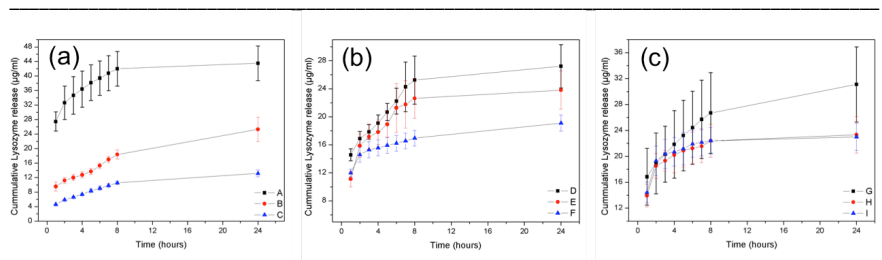 (a)
Cummulative Lysozyme release (µg/ml)
48
44
40
36
32
28
24
20
16
12
8
4
0
0 4 8 12 16 20 24
Time (hours)
A
B
C
(b)
Cummulative Lysozyme release (µg/ml)
28
24
20
16
12
8
0 4 8 12 16 20 24
Time (hours)
D
E
F
(c)
Cummulative Lysozyme release (µg/ml)
36
32
28
24
20
16
12
8
0 4 8 12 16 20 24
Time (hours)
G
H
I